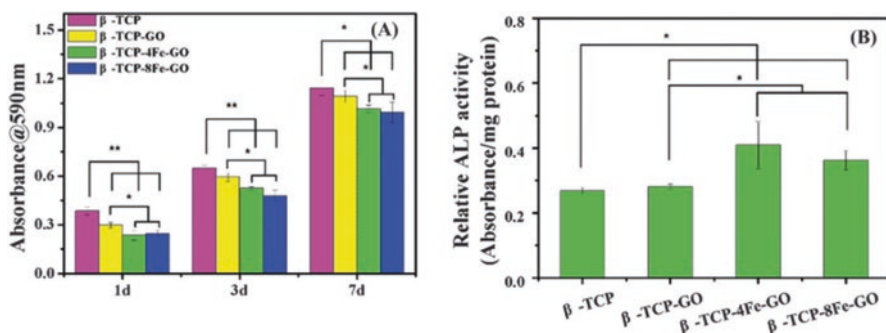 (A)
β -TCP
β -TCP-GO
β -TCP-4Fe-GO
β -TCP-8Fe-GO
Absorbance@590nm
1.5
1.2
0.9
0.6
0.3
0.0
**
*
**
*
*
*
1d
3d
7d
(B)
Relative ALP activity
(Absorbance/mg protein)
0.8
0.6
0.4
0.2
0.0
*
*
β -TCP
β -TCP-GO
β -TCP-4Fe-GO
β -TCP-8Fe-GO